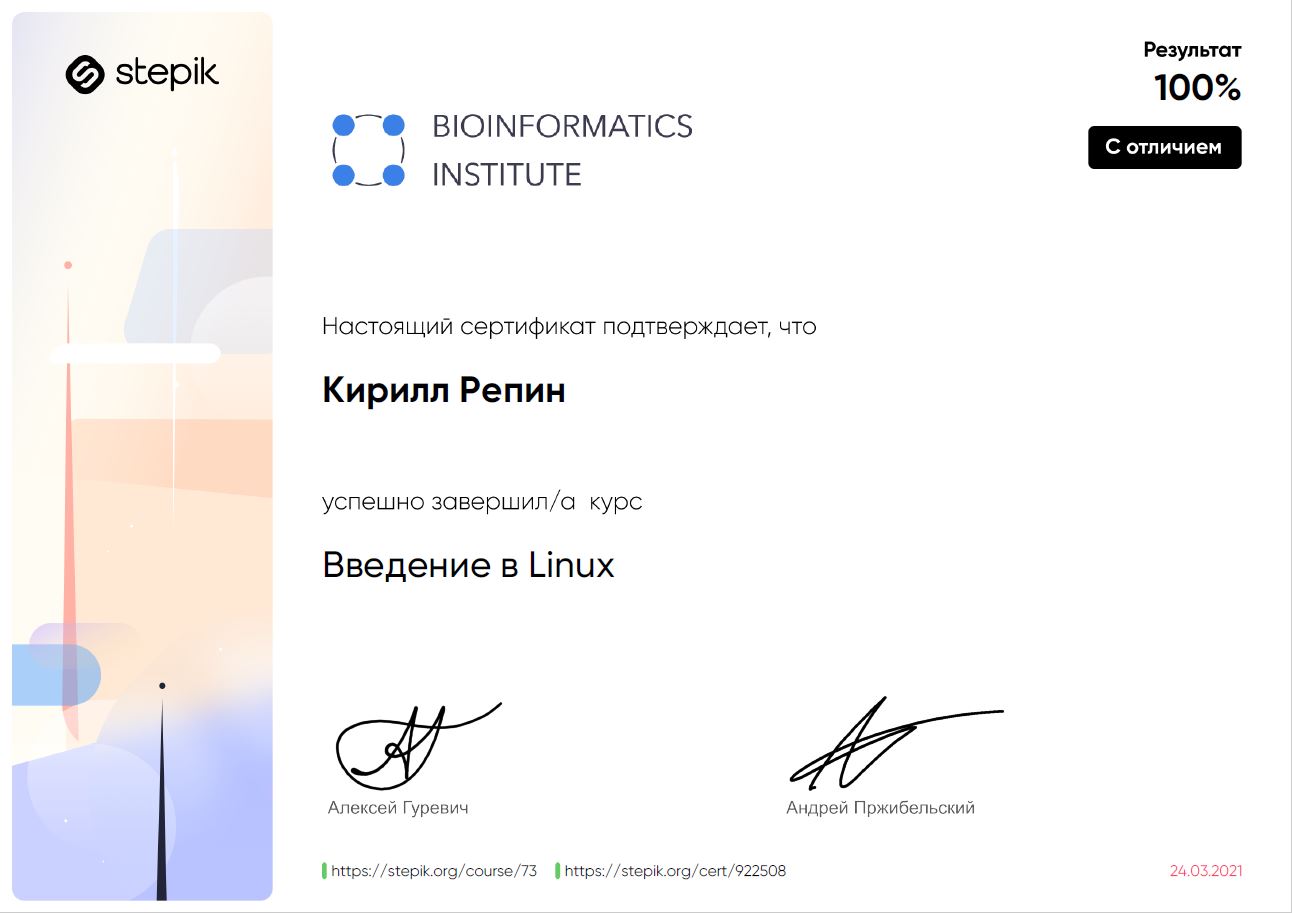 stepik
BIOINFORMATICS
INSTITUTE
Результат
100%
С отличием
Настоящий сертификат подтверждает, что
Кирилл Репин
успешно завершил/а курс
Введение в Linux
Алексей Гуревич
Андрей Пржибельский
https://stepik.org/course/73
https://stepik.org/cert/922508
24.03.2021